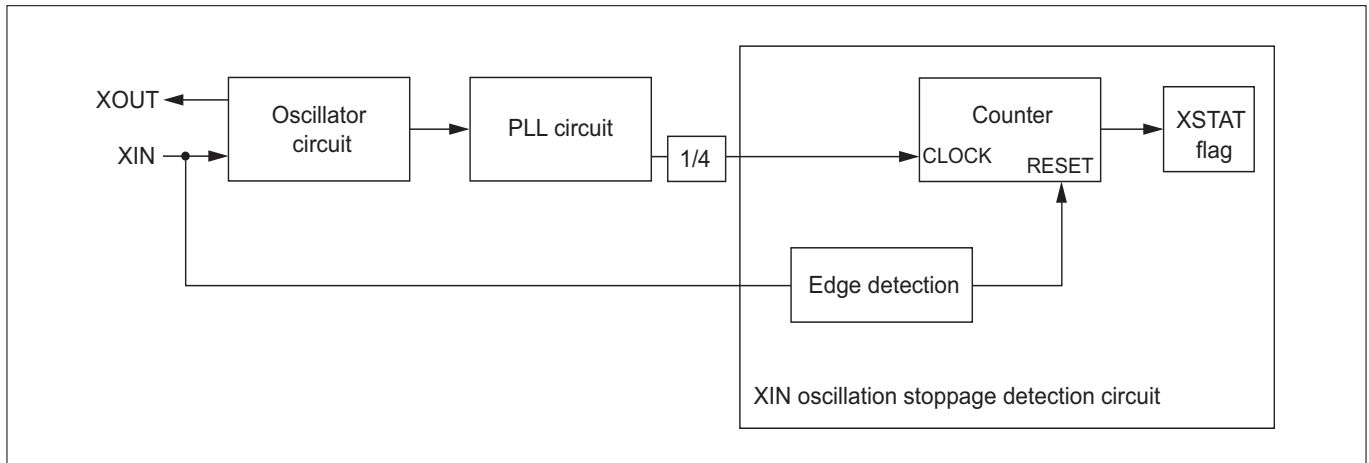 XOUT
XIN
Oscillator
circuit
PLL circuit
1/4
Counter
CLOCK
RESET
XSTAT
flag
Edge detection
XIN oscillation stoppage detection circuit